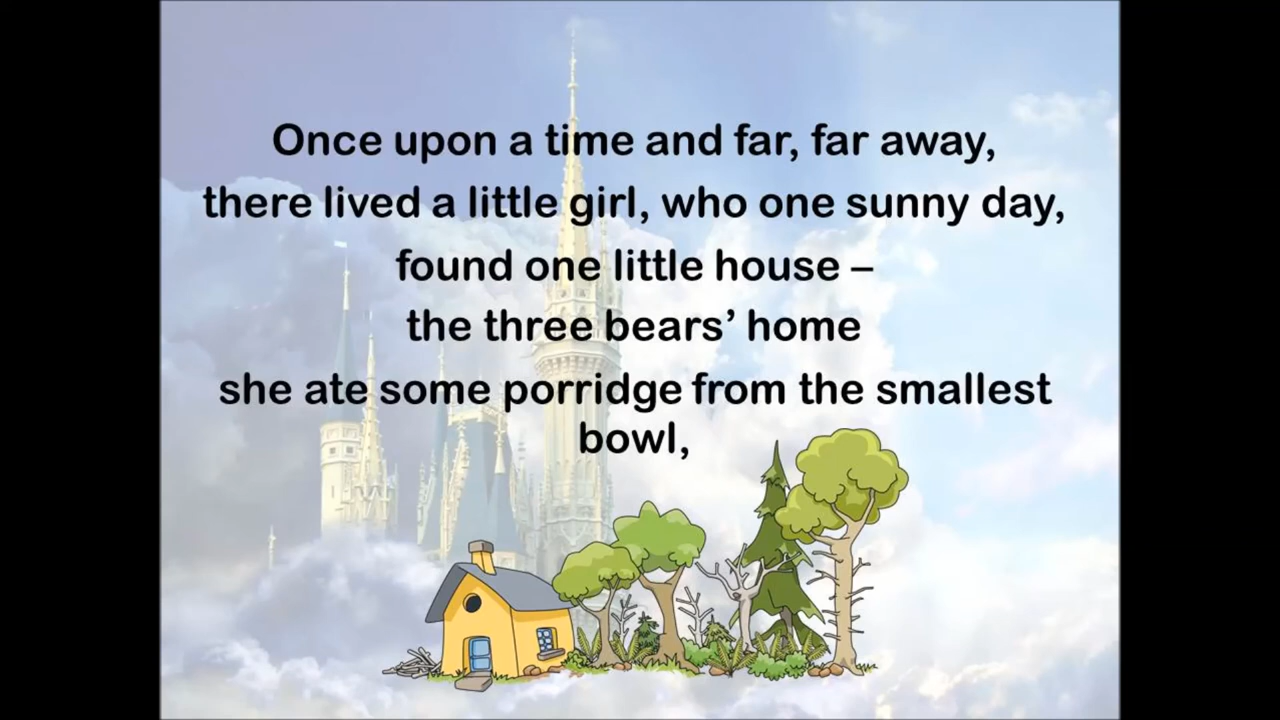 Once upon a time and far, far away,
there lived a little girl, who one sunny day,
found one little house –
the three bears’ home
she ate some porridge from the smallest
bowl,